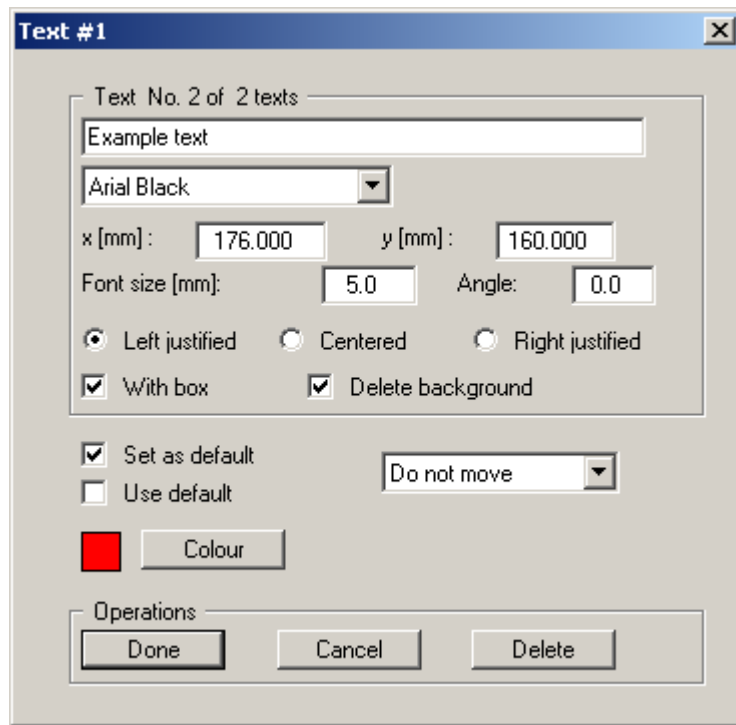 Text #1
Text No. 2 of 2 texts
Example text
Arial Black
x [mm] : 176.000 y [mm] : 160.000
Font size [mm]: 5.0 Angle: 0.0
Left justified Centered Right justified
With box Delete background
Set as default
Do not move
Use default
Colour
Operations
Done Cancel Delete